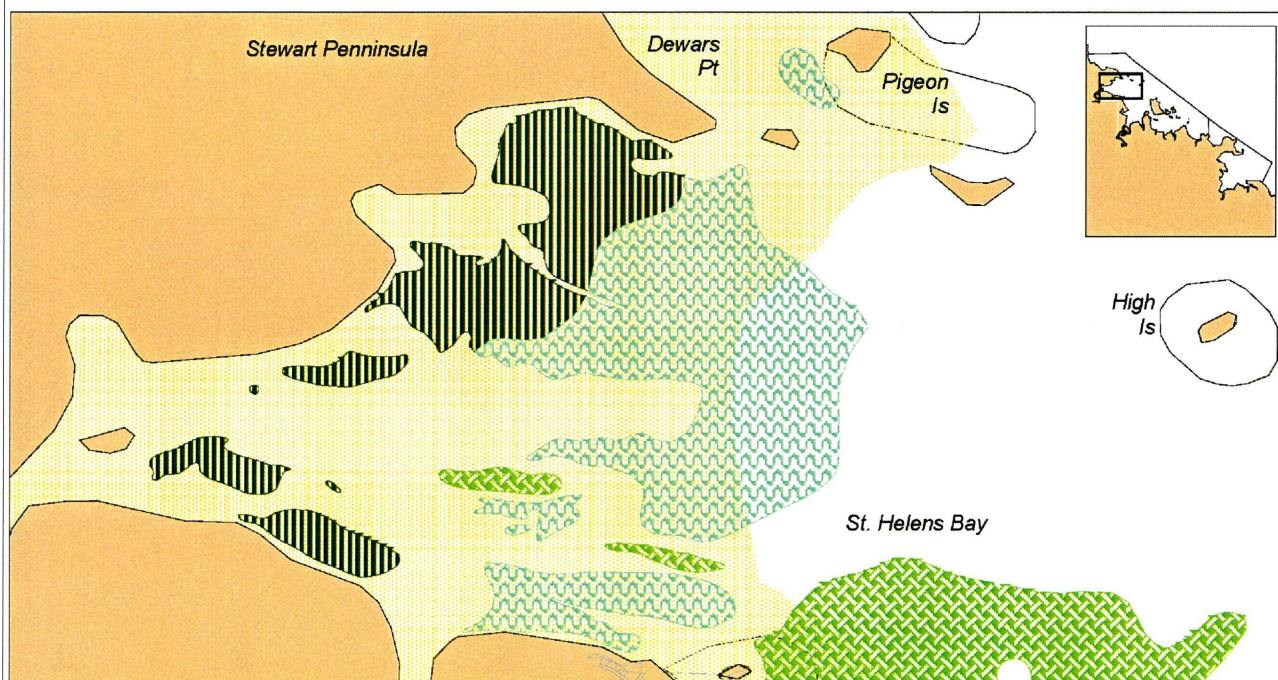 Stewart Penninsula
Dewars
Pt
Pigeon
Is
High
Is
St. Helens Bay